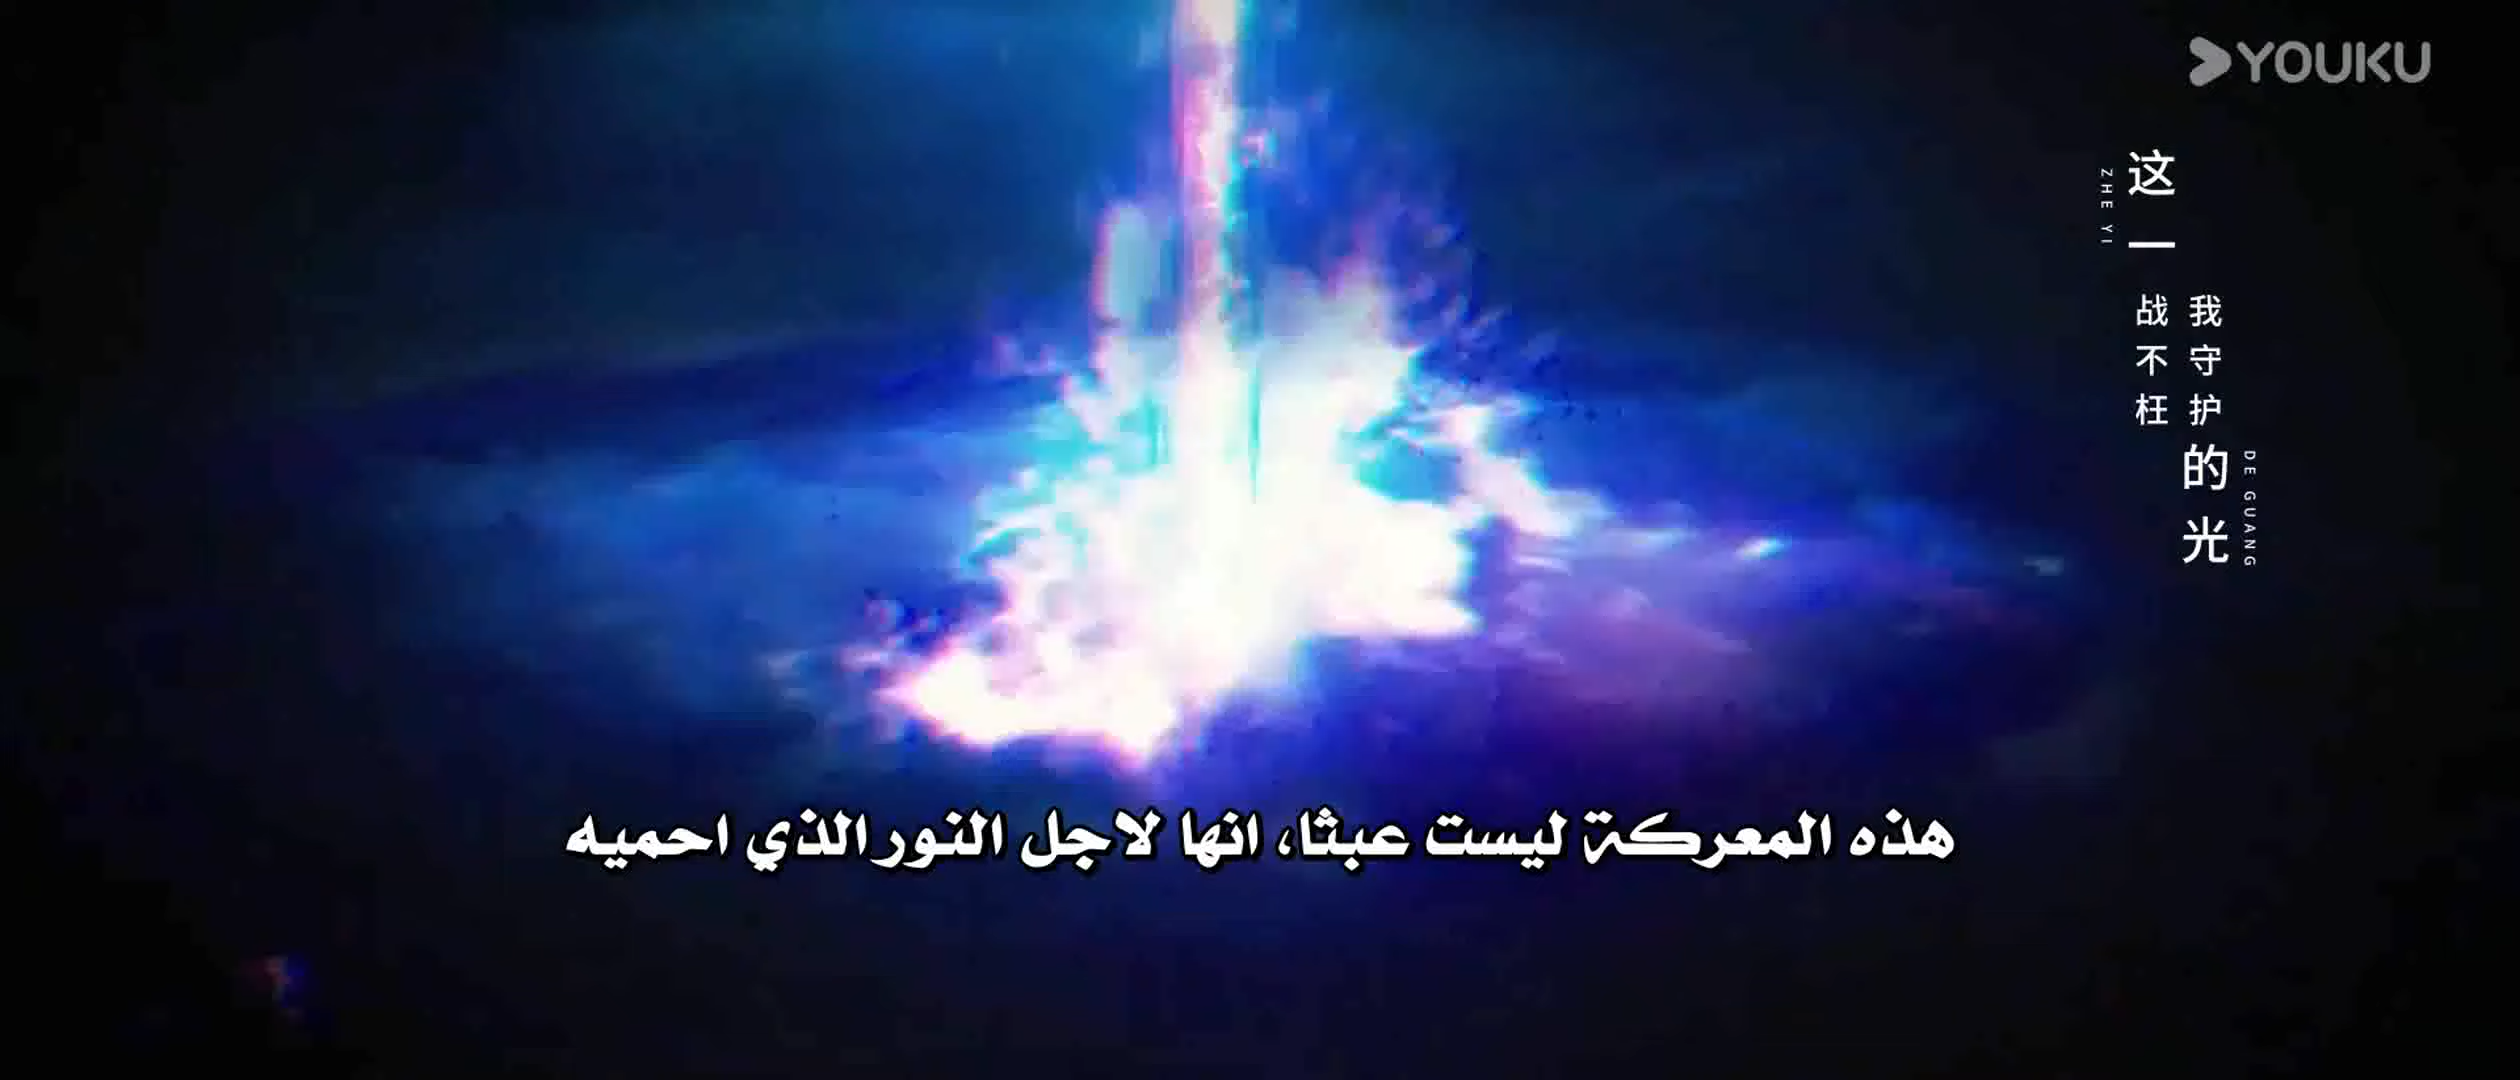 YOUKU
这一战不枉
ZHE YI
我守护的光
DE GUANG
هذه المعركة ليست عبثا، انها لاجل النور الذي احميه